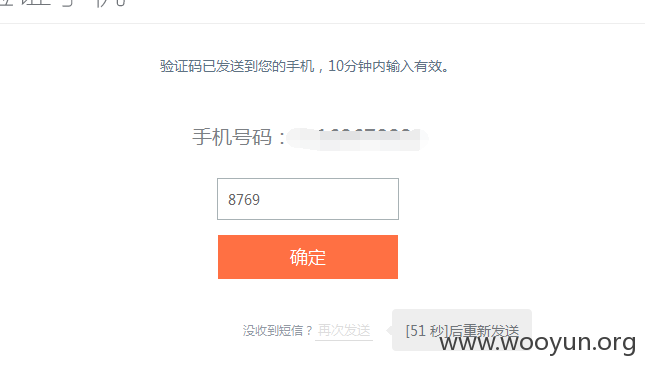 验证手机
验证码已发送到您的手机，10分钟内输入有效。
手机号码：
8769
确定
没收到短信？ 再次发送 [51 秒]后重新发送
www.wooyun.org